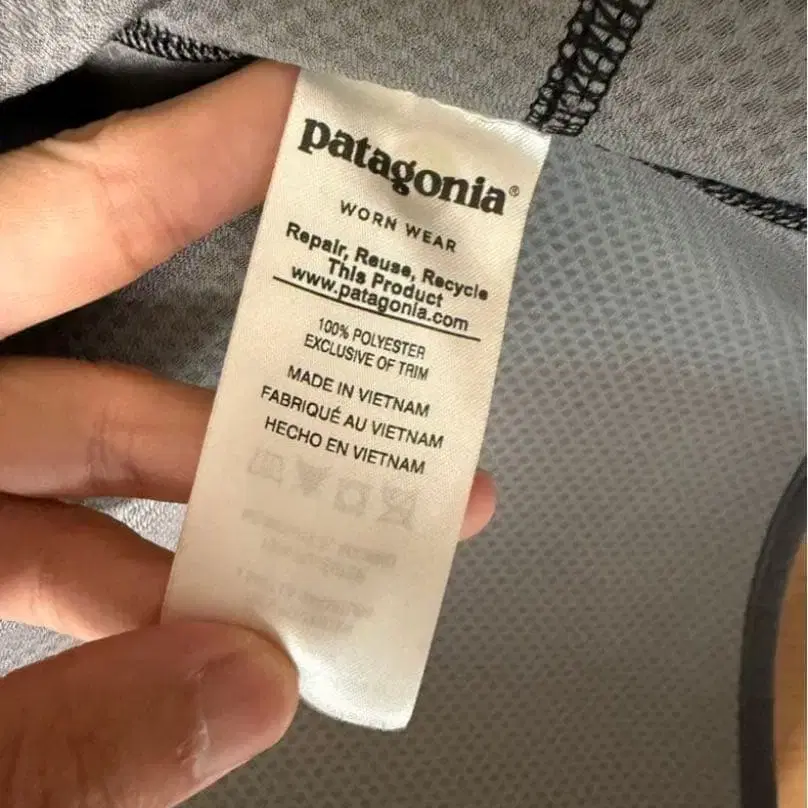 patagonia®
WORN WEAR
Repair, Reuse, Recycle
This Product
www.patagonia.com
100% POLYESTER
EXCLUSIVE OF TRIM
MADE IN VIETNAM
FABRIQUÉ AU VIETNAM
HECHO EN VIETNAM